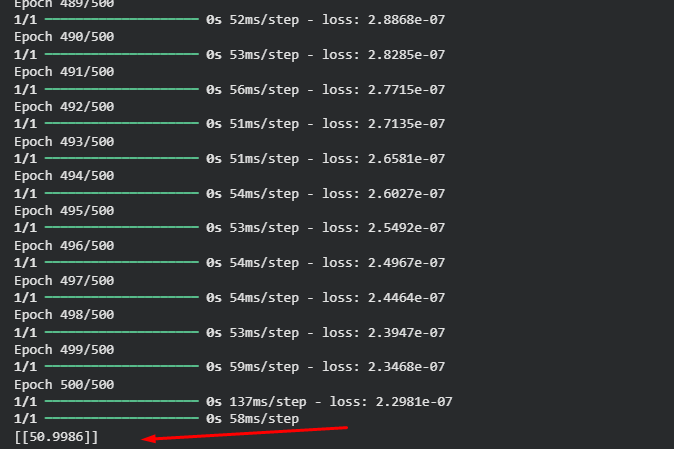 Epoch 489/500
1/1 ━━━━━━━━━━━━━━━━━━━━ 0s 52ms/step - loss: 2.8868e-07
Epoch 490/500
1/1 ━━━━━━━━━━━━━━━━━━━━ 0s 53ms/step - loss: 2.8285e-07
Epoch 491/500
1/1 ━━━━━━━━━━━━━━━━━━━━ 0s 56ms/step - loss: 2.7715e-07
Epoch 492/500
1/1 ━━━━━━━━━━━━━━━━━━━━ 0s 51ms/step - loss: 2.7135e-07
Epoch 493/500
1/1 ━━━━━━━━━━━━━━━━━━━━ 0s 51ms/step - loss: 2.6581e-07
Epoch 494/500
1/1 ━━━━━━━━━━━━━━━━━━━━ 0s 54ms/step - loss: 2.6027e-07
Epoch 495/500
1/1 ━━━━━━━━━━━━━━━━━━━━ 0s 53ms/step - loss: 2.5492e-07
Epoch 496/500
1/1 ━━━━━━━━━━━━━━━━━━━━ 0s 54ms/step - loss: 2.4967e-07
Epoch 497/500
1/1 ━━━━━━━━━━━━━━━━━━━━ 0s 54ms/step - loss: 2.4464e-07
Epoch 498/500
1/1 ━━━━━━━━━━━━━━━━━━━━ 0s 53ms/step - loss: 2.3947e-07
Epoch 499/500
1/1 ━━━━━━━━━━━━━━━━━━━━ 0s 59ms/step - loss: 2.3468e-07
Epoch 500/500
1/1 ━━━━━━━━━━━━━━━━━━━━ 0s 137ms/step - loss: 2.2981e-07
1/1 ━━━━━━━━━━━━━━━━━━━━ 0s 58ms/step
[[50.9986]]